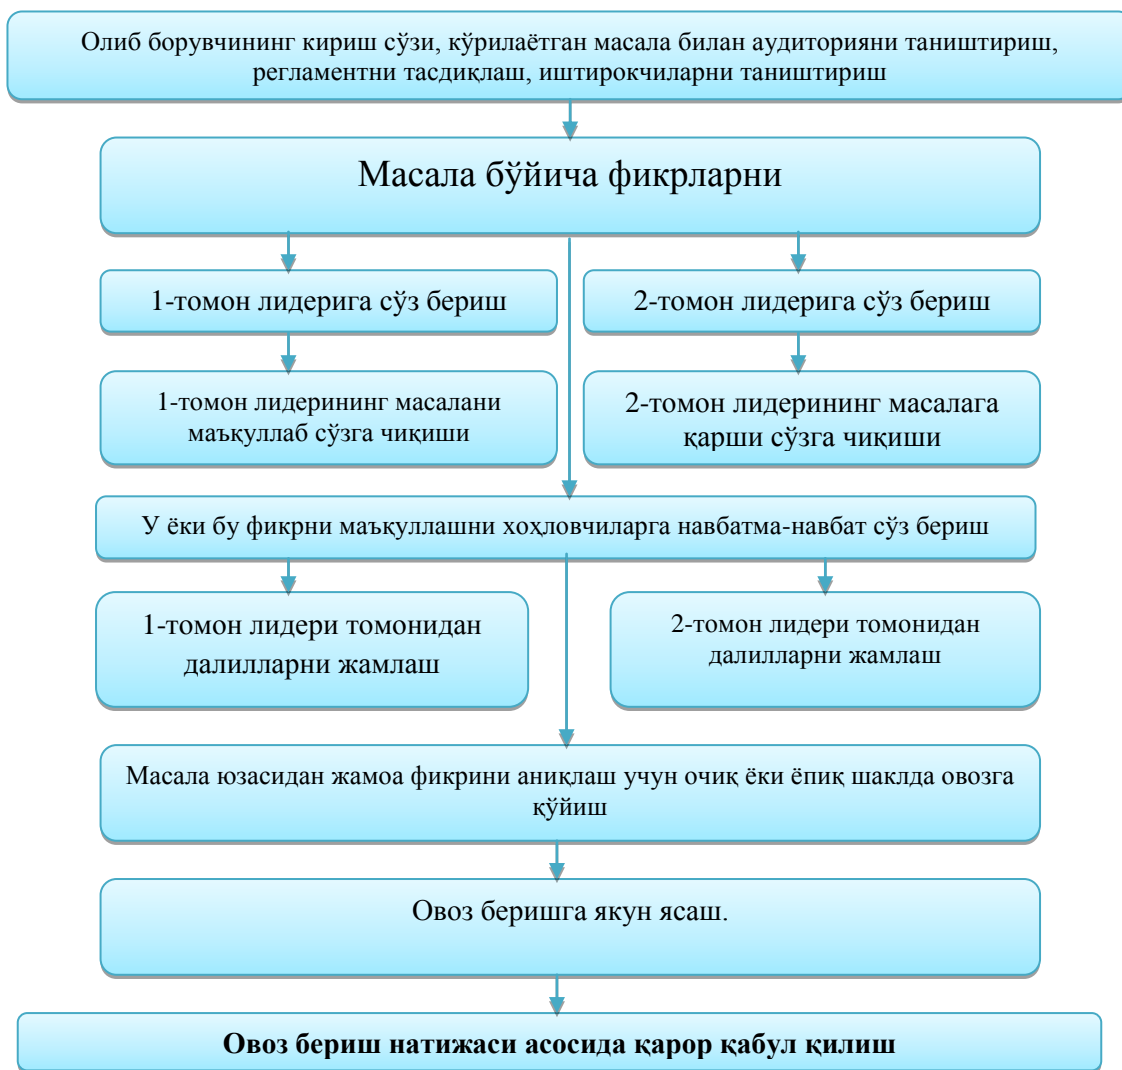 Олиб борувчининг кириш сўзи, кўрилаётган масала билан аудиторияни таништириш,
регламентни тасдиқлаш, иштирокчиларни таништириш
Масала бўйича фикрларни
1-томон лидерига сўз бериш
2-томон лидерига сўз бериш
1-томон лидерининг масалани
маъқуллаб сўзга чиқиши
2-томон лидерининг масалага
қарши сўзга чиқиши
У ёки бу фикрни маъқуллашни хоҳловчиларга навбатма-навбат сўз бериш
1-томон лидери томонидан
далилларни жамлаш
2-томон лидери томонидан
далилларни жамлаш
Масала юзасидан жамоа фикрини аниқлаш учун очиқ ёки ёпиқ шаклда овозга
қўйиш
Овоз беришга якун ясаш.
Овоз бериш натижаси асосида қарор қабул қилиш